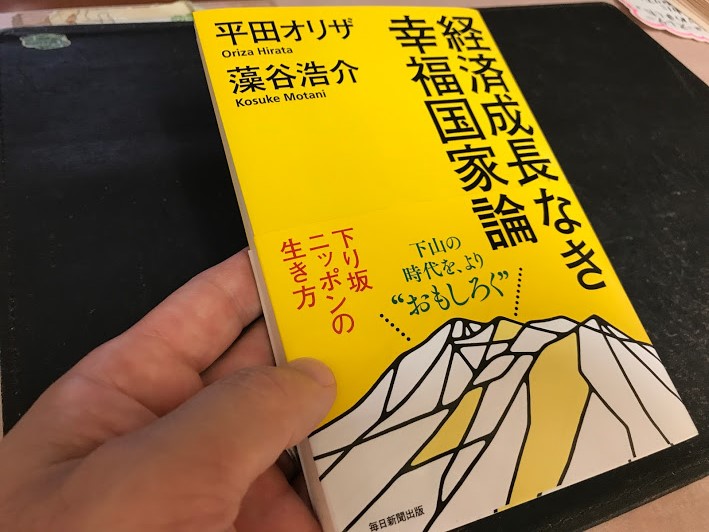 平田オリザ
Oriza Hirata
藻谷浩介
Kosuke Motani
経済成長なき
幸福国家論
下り坂
ニッポンの
生き方
下山の
時代を、より
“おもしろく”
毎日新聞出版